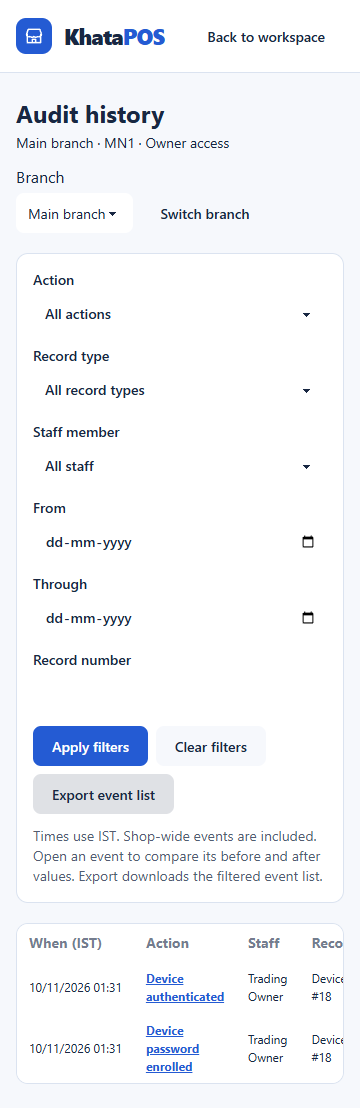 KhataPOS Back to workspace
Audit history
Main branch · MN1 · Owner access
Branch
Main branch Switch branch
Action
All actions
Record type
All record types
Staff member
All staff
From
dd-mm-yyyy
Through
dd-mm-yyyy
Record number
Apply filters Clear filters
Export event list
Times use IST. Shop-wide events are included.
Open an event to compare its before and after
values. Export downloads the filtered event list.
When (IST) Action Staff Reco
10/11/2026 01:31 Device authenticated Trading Owner Device #18
10/11/2026 01:31 Device password enrolled Trading Owner Device #18